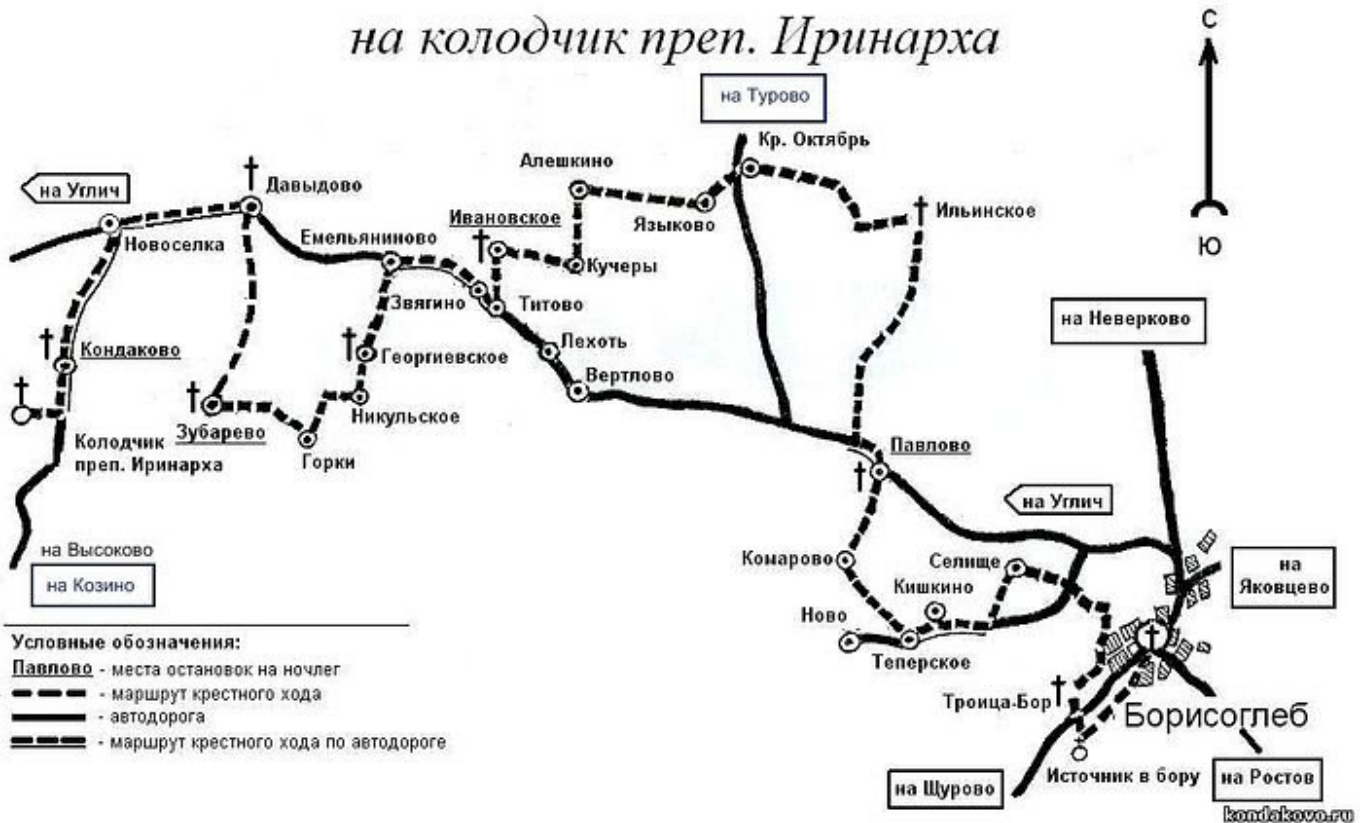 на колодчик преп. Иринарха
С
Ю
на Турово
Кр. Октябрь
Алешкино
на Углич
Давыдово
Ивановское
Языково
Ильинское
Новоселка
Емельяниново
Кучеры
Звягино
Титово
на Неверково
Кондаково
Георгиевское
Лехоть
Вертлово
Никульское
Зубарево
Колодчик
преп. Иринарха
Горки
Павлово
на Углич
на Высоково
на Козино
Комарово
Селище
Кишкино
на
Яковцево
Ново
Теперское
Троица-Бор
Борисоглеб
Источник в бору
на Щурово
на Ростов
Условные обозначения:
Павлово - места остановок на ночлег
- маршрут крестного хода
- автодорога
- маршрут крестного хода по автодороге
kondakovo.ru